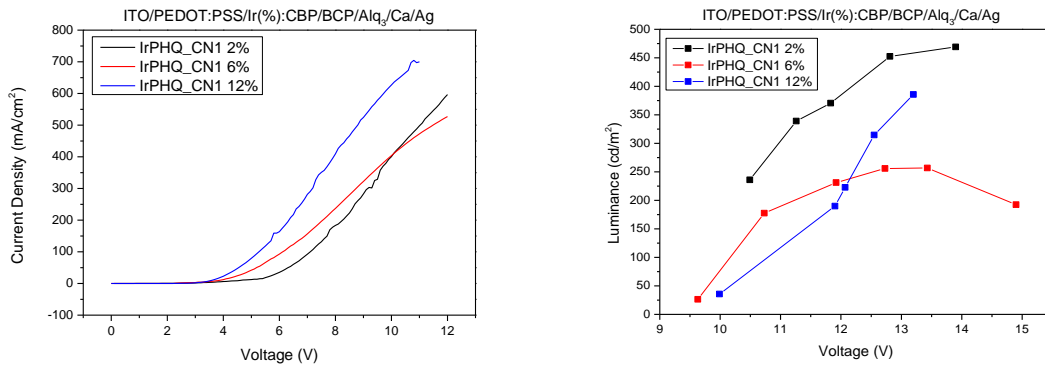 ITO/PEDOT:PSS/Ir(%):CBP/BCP/Alq3/Ca/Ag
IrPHQ_CN1 2%
IrPHQ_CN1 6%
IrPHQ_CN1 12%
Current Density (mA/cm2)
800
700
600
500
400
300
200
100
0
-100
0 2 4 6 8 10 12
Voltage (V)
ITO/PEDOT:PSS/Ir(%):CBP/BCP/Alq3/Ca/Ag
IrPHQ_CN1 2%
IrPHQ_CN1 6%
IrPHQ_CN1 12%
Luminance (cd/m2)
500
450
400
350
300
250
200
150
100
50
0
9 10 11 12 13 14 15
Voltage (V)